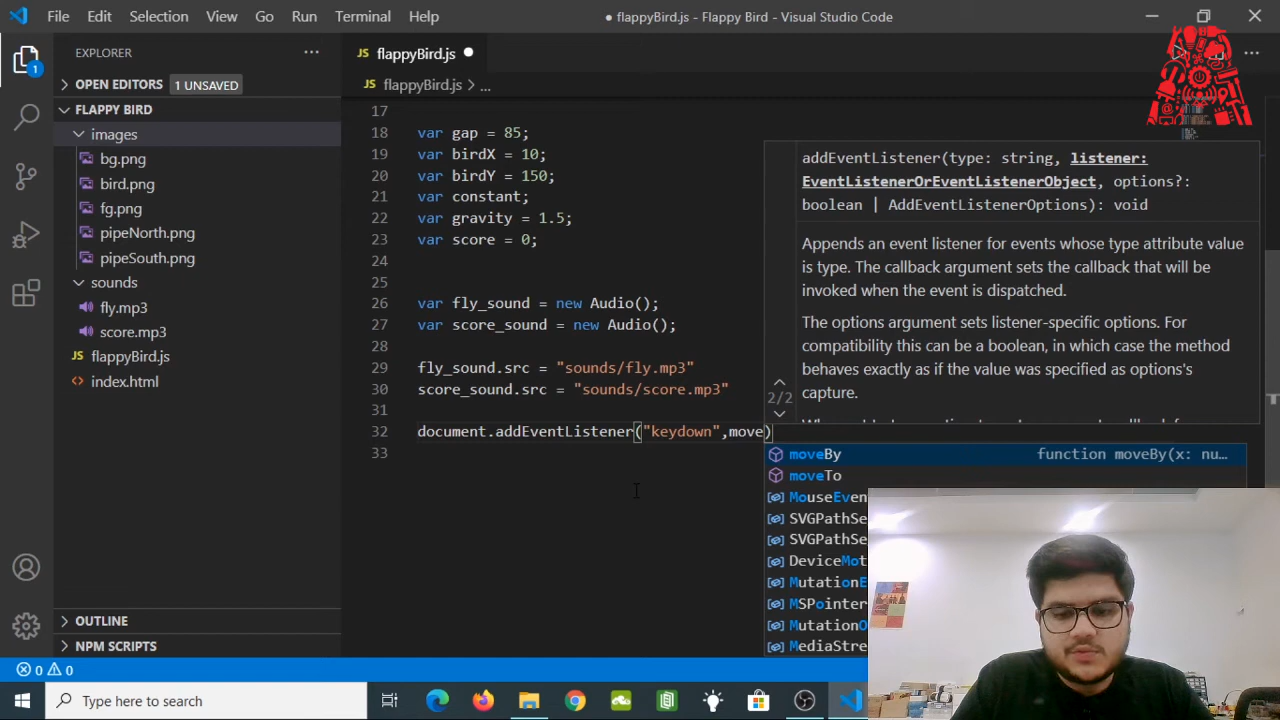 File Edit Selection View Go Run Terminal Help
● flappyBird.js - Flappy Bird - Visual Studio Code
EXPLORER
OPEN EDITORS 1 UNSAVED
FLAPPY BIRD
images
bg.png
bird.png
fg.png
pipeNorth.png
pipeSouth.png
sounds
fly.mp3
score.mp3
JS flappyBird.js
<> index.html
OUTLINE
NPM SCRIPTS
1
JS flappyBird.js ●
JS flappyBird.js > ...
17
18 var gap = 85;
19 var birdX = 10;
20 var birdY = 150;
21 var constant;
22 var gravity = 1.5;
23 var score = 0;
24
25
26 var fly_sound = new Audio();
27 var score_sound = new Audio();
28
29 fly_sound.src = "sounds/fly.mp3"
30 score_sound.src = "sounds/score.mp3"
31
32 document.addEventListener("keydown",move)
33
addEventListener(type: string, listener:
EventListenerOrEventListenerObject, options?:
boolean | AddEventListenerOptions): void
Appends an event listener for events whose type attribute value
is type. The callback argument sets the callback that will be
invoked when the event is dispatched.
The options argument sets listener-specific options. For
compatibility this can be a boolean, in which case the method
behaves exactly as if the value was specified as options's
capture.
2/2
moveBy function moveBy(x: nu...
moveTo
MouseEven
SVGPathSe
SVGPathSe
DeviceMot
MutationE
MSPointer
MutationO
MediaStre
0 0
Type here to search